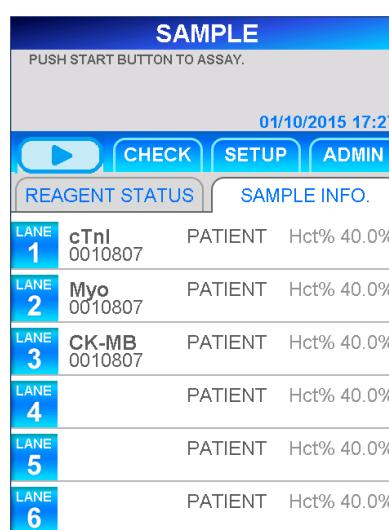 SAMPLE
PUSH START BUTTON TO ASSAY.
01/10/2015 17:27
CHECK SETUP ADMIN
REAGENT STATUS SAMPLE INFO.
LANE 1 cTnI PATIENT Hct% 40.0%
0010807
LANE 2 Myo PATIENT Hct% 40.0%
0010807
LANE 3 CK-MB PATIENT Hct% 40.0%
0010807
LANE 4 PATIENT Hct% 40.0%
LANE 5 PATIENT Hct% 40.0%
LANE 6 PATIENT Hct% 40.0%